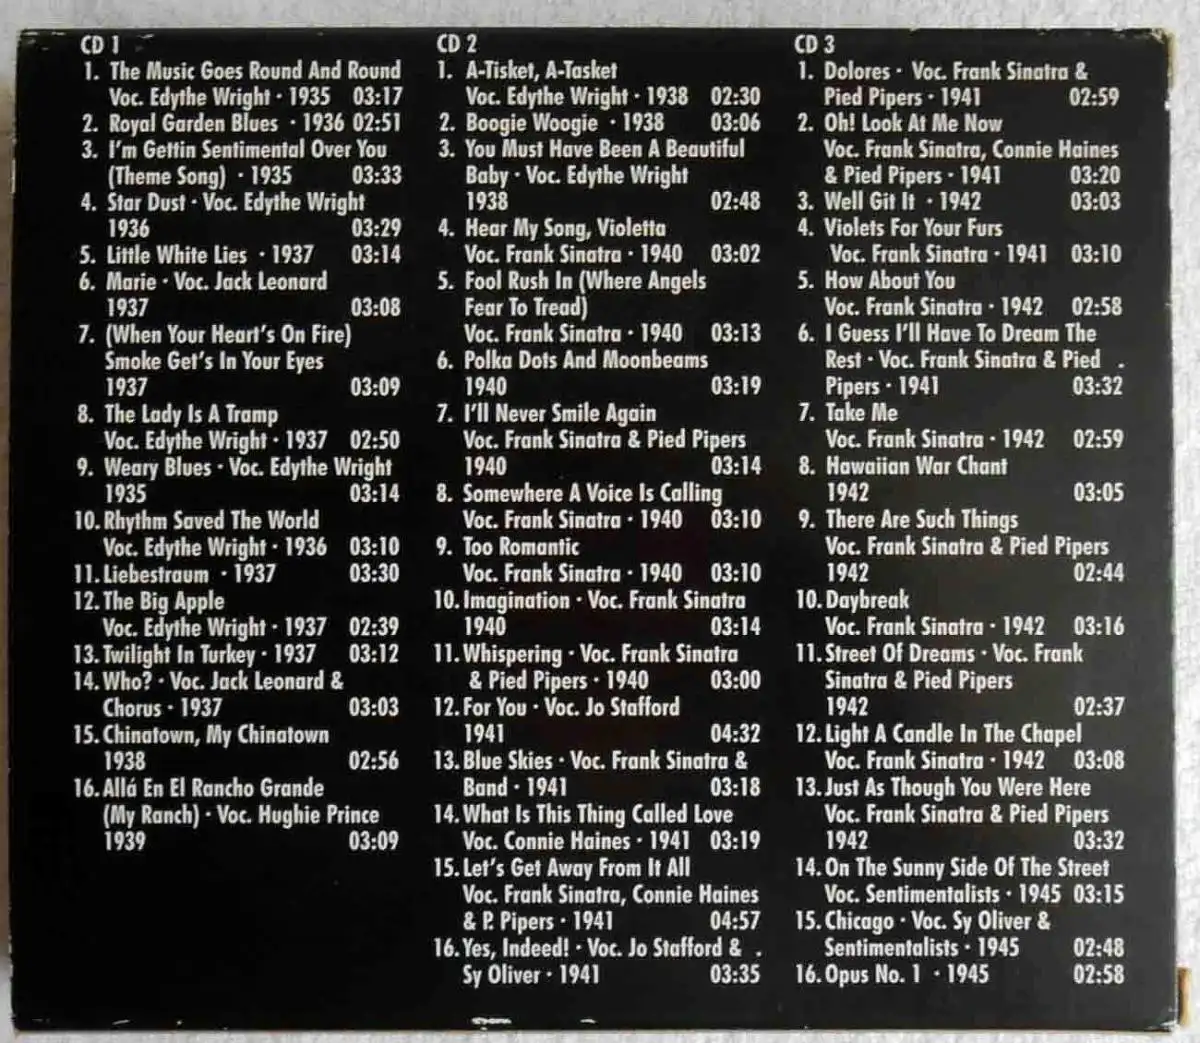 CD 1
1. The Music Goes Round And Round
Voc. Edythe Wright · 1935 03:17
2. Royal Garden Blues · 1936 02:51
3. I'm Gettin Sentimental Over You
(Theme Song) · 1935 03:33
4. Star Dust · Voc. Edythe Wright
1936 03:29
5. Little White Lies · 1937 03:14
6. Marie · Voc. Jack Leonard
1937 03:08
7. (When Your Heart's On Fire)
Smoke Get's In Your Eyes
1937 03:09
8. The Lady Is A Tramp
Voc. Edythe Wright · 1937 02:50
9. Weary Blues · Voc. Edythe Wright
1935 03:14
10. Rhythm Saved The World
Voc. Edythe Wright · 1936 03:10
11. Liebestraum · 1937 03:30
12. The Big Apple
Voc. Edythe Wright · 1937 02:39
13. Twilight In Turkey · 1937 03:12
14. Who? · Voc. Jack Leonard &
Chorus · 1937 03:03
15. Chinatown, My Chinatown
1938 02:56
16. Allá En El Rancho Grande
(My Ranch) · Voc. Hughie Prince
1939 03:09
CD 2
1. A-Tisket, A-Tasket
Voc. Edythe Wright · 1938 02:30
2. Boogie Woogie · 1938 03:06
3. You Must Have Been A Beautiful
Baby · Voc. Edythe Wright
1938 02:48
4. Hear My Song, Violetta
Voc. Frank Sinatra · 1940 03:02
5. Fool Rush In (Where Angels
Fear To Tread)
Voc. Frank Sinatra · 1940 03:13
6. Polka Dots And Moonbeams
1940 03:19
7. I'll Never Smile Again
Voc. Frank Sinatra & Pied Pipers
1940 03:14
8. Somewhere A Voice Is Calling
Voc. Frank Sinatra · 1940 03:10
9. Too Romantic
Voc. Frank Sinatra · 1940 03:10
10. Imagination · Voc. Frank Sinatra
1940 03:14
11. Whispering · Voc. Frank Sinatra
& Pied Pipers · 1940 03:00
12. For You · Voc. Jo Stafford
1941 04:32
13. Blue Skies · Voc. Frank Sinatra &
Band · 1941 03:18
14. What Is This Thing Called Love
Voc. Connie Haines · 1941 03:19
15. Let's Get Away From It All
Voc. Frank Sinatra, Connie Haines
& P. Pipers · 1941 04:57
16. Yes, Indeed! · Voc. Jo Stafford & .
Sy Oliver · 1941 03:35
CD 3
1. Dolores · Voc. Frank Sinatra &
Pied Pipers · 1941 02:59
2. Oh! Look At Me Now
Voc. Frank Sinatra, Connie Haines
& Pied Pipers · 1941 03:20
3. Well Git It · 1942 03:03
4. Violets For Your Furs
Voc. Frank Sinatra · 1941 03:10
5. How About You
Voc. Frank Sinatra · 1942 02:58
6. I Guess I'll Have To Dream The
Rest · Voc. Frank Sinatra & Pied .
Pipers · 1941 03:32
7. Take Me
Voc. Frank Sinatra · 1942 02:59
8. Hawaiian War Chant
1942 03:05
9. There Are Such Things
Voc. Frank Sinatra & Pied Pipers
1942 02:44
10. Daybreak
Voc. Frank Sinatra · 1942 03:16
11. Street Of Dreams · Voc. Frank
Sinatra & Pied Pipers
1942 02:37
12. Light A Candle In The Chapel
Voc. Frank Sinatra · 1942 03:08
13. Just As Though You Were Here
Voc. Frank Sinatra & Pied Pipers
1942 03:32
14. On The Sunny Side Of The Street
Voc. Sentimentalists · 1945 03:15
15. Chicago · Voc. Sy Oliver &
Sentimentalists · 1945 02:48
16. Opus No. 1 · 1945 02:58